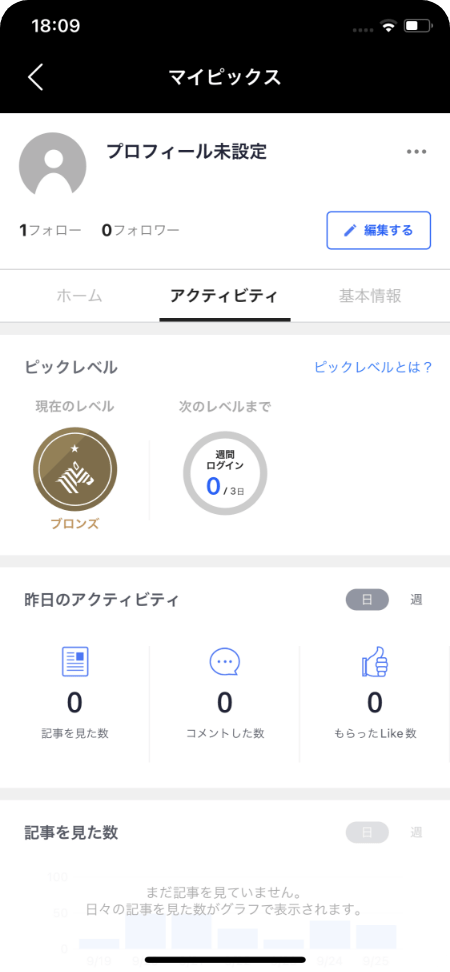 18:09
マイピックス
プロフィール未設定
1フォロー 0フォロワー
編集する
ホーム アクティビティ 基本情報
ピックレベル ピックレベルとは？
現在のレベル 次のレベルまで
週間
ログイン
0 / 3日
ブロンズ
昨日のアクティビティ 日 週
0 0 0
記事を見た数 コメントした数 もらったLike数
記事を見た数 日 週
100
まだ記事を見ていません。
日々の記事を見た数がグラフで表示されます。
50
0
9/19 9/24 9/25